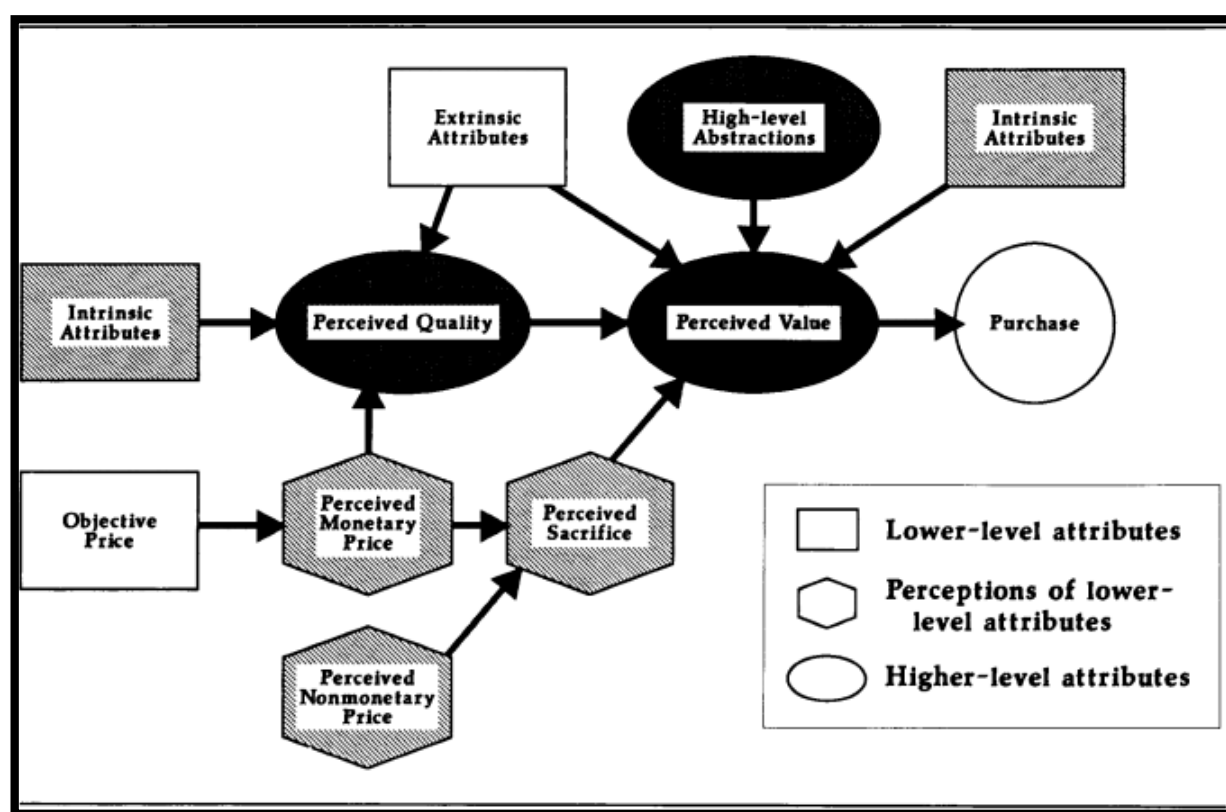 Extrinsic
Attributes
High-level
Abstractions
Intrinsic
Attributes
Intrinsic
Attributes
Perceived Quality
Perceived Value
Purchase
Objective
Price
Perceived
Monetary
Price
Perceived
Sacrifice
Perceived
Nonmonetary
Price
Lower-level attributes
Perceptions of lower-
level attributes
Higher-level attributes